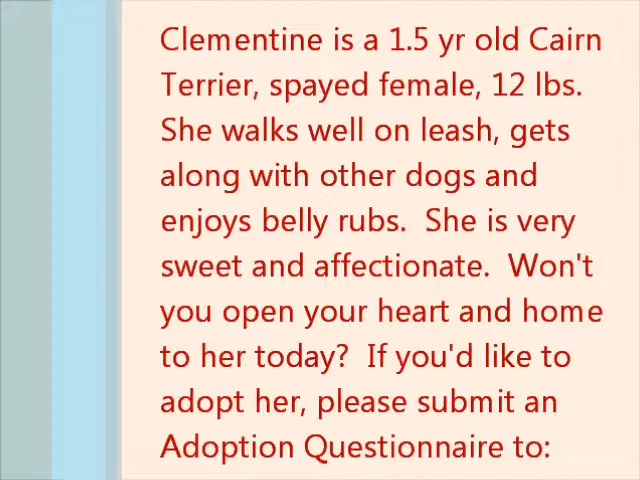 Clementine is a 1.5 yr old Cairn
Terrier, spayed female, 12 lbs.
She walks well on leash, gets
along with other dogs and
enjoys belly rubs.  She is very
sweet and affectionate.  Won't
you open your heart and home
to her today?  If you'd like to
adopt her, please submit an
Adoption Questionnaire to: